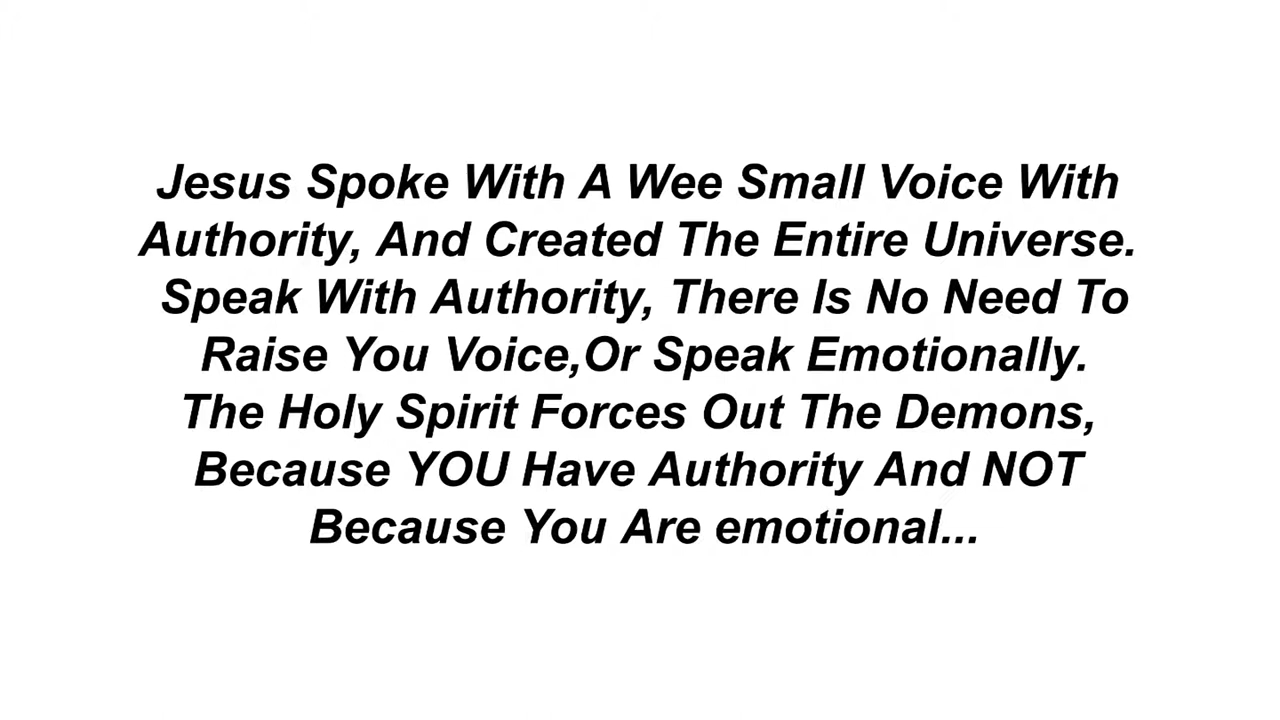 Jesus Spoke With A Wee Small Voice With
Authority, And Created The Entire Universe.
Speak With Authority, There Is No Need To
Raise You Voice,Or Speak Emotionally.
The Holy Spirit Forces Out The Demons,
Because YOU Have Authority And NOT
Because You Are emotional...